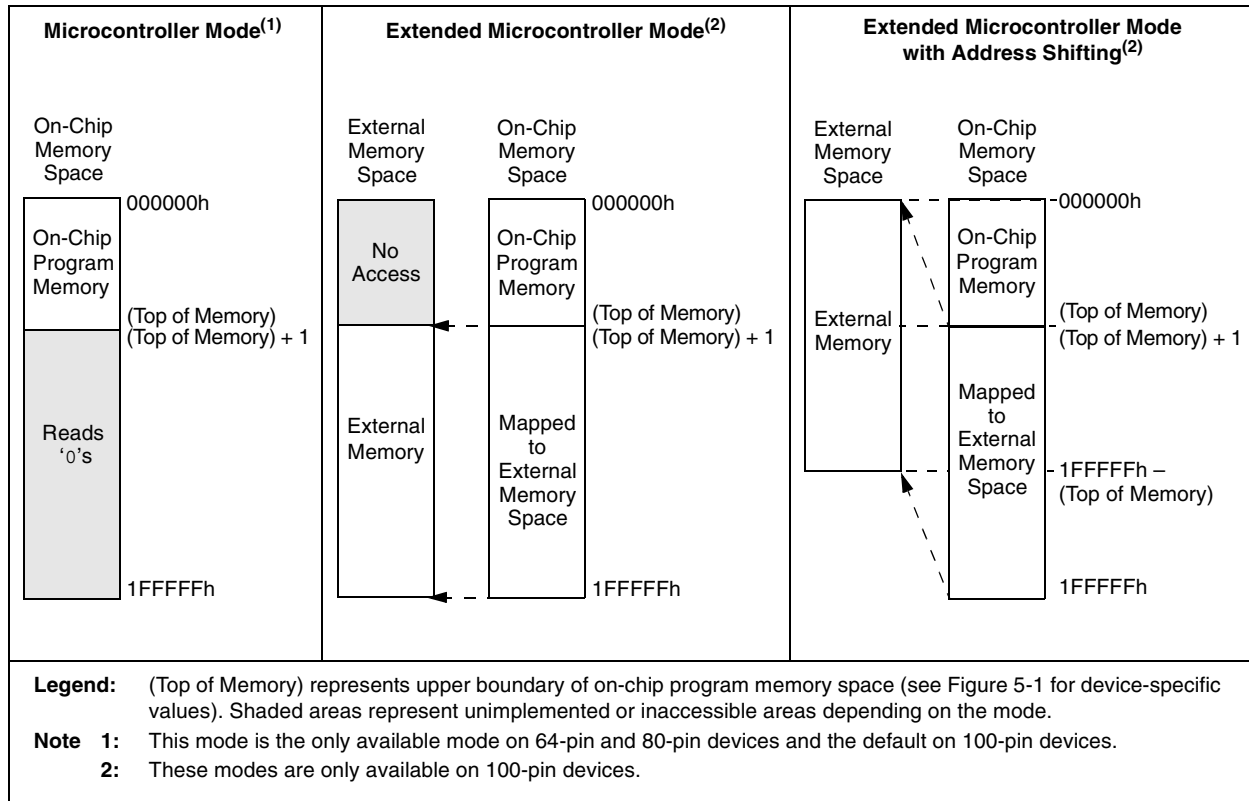 Microcontroller Mode(1)
On-Chip
Memory
Space
000000h
On-Chip
Program
Memory
(Top of Memory)
(Top of Memory) + 1
Reads
‘0’s
1FFFFFh
Extended Microcontroller Mode(2)
External
Memory
Space
On-Chip
Memory
Space
000000h
No
Access
On-Chip
Program
Memory
(Top of Memory)
(Top of Memory) + 1
External
Memory
Mapped
to
External
Memory
Space
1FFFFFh
Extended Microcontroller Mode
with Address Shifting(2)
External
Memory
Space
On-Chip
Memory
Space
000000h
On-Chip
Program
Memory
External
Memory
(Top of Memory)
(Top of Memory) + 1
Mapped
to
External
Memory
Space
1FFFFFh –
(Top of Memory)
1FFFFFh
Legend: (Top of Memory) represents upper boundary of on-chip program memory space (see Figure 5-1 for device-specific
values). Shaded areas represent unimplemented or inaccessible areas depending on the mode.
Note 1: This mode is the only available mode on 64-pin and 80-pin devices and the default on 100-pin devices.
2: These modes are only available on 100-pin devices.